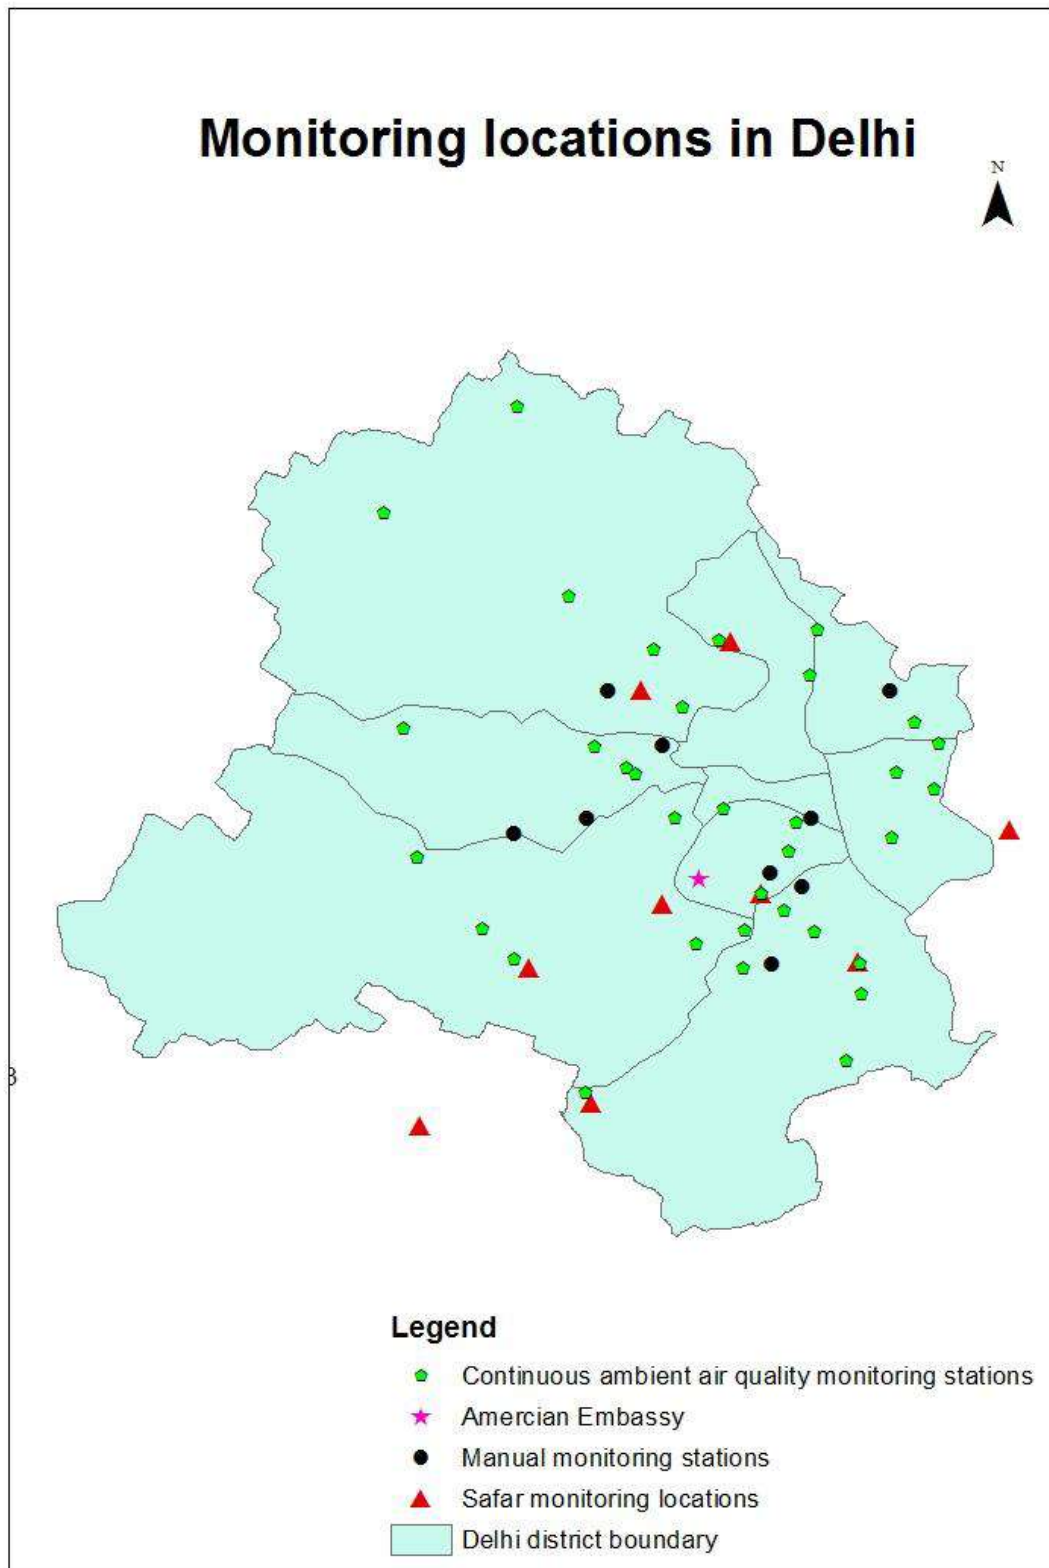 Monitoring locations in Delhi
N
3
Legend
Continuous ambient air quality monitoring stations
Amercian Embassy
Manual monitoring stations
Safar monitoring locations
Delhi district boundary